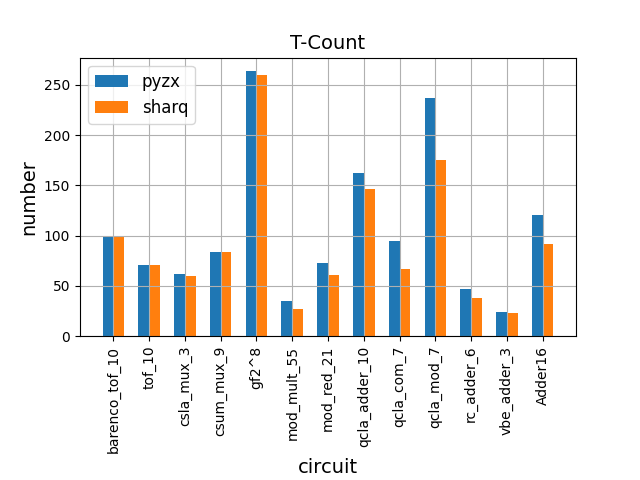 T-Count
pyzx
sharq
number
250
200
150
100
50
0
barenco_tof_10
tof_10
csla_mux_3
csum_mux_9
gf2^8
mod_mult_55
mod_red_21
qcla_adder_10
qcla_com_7
qcla_mod_7
rc_adder_6
vbe_adder_3
Adder16
circuit